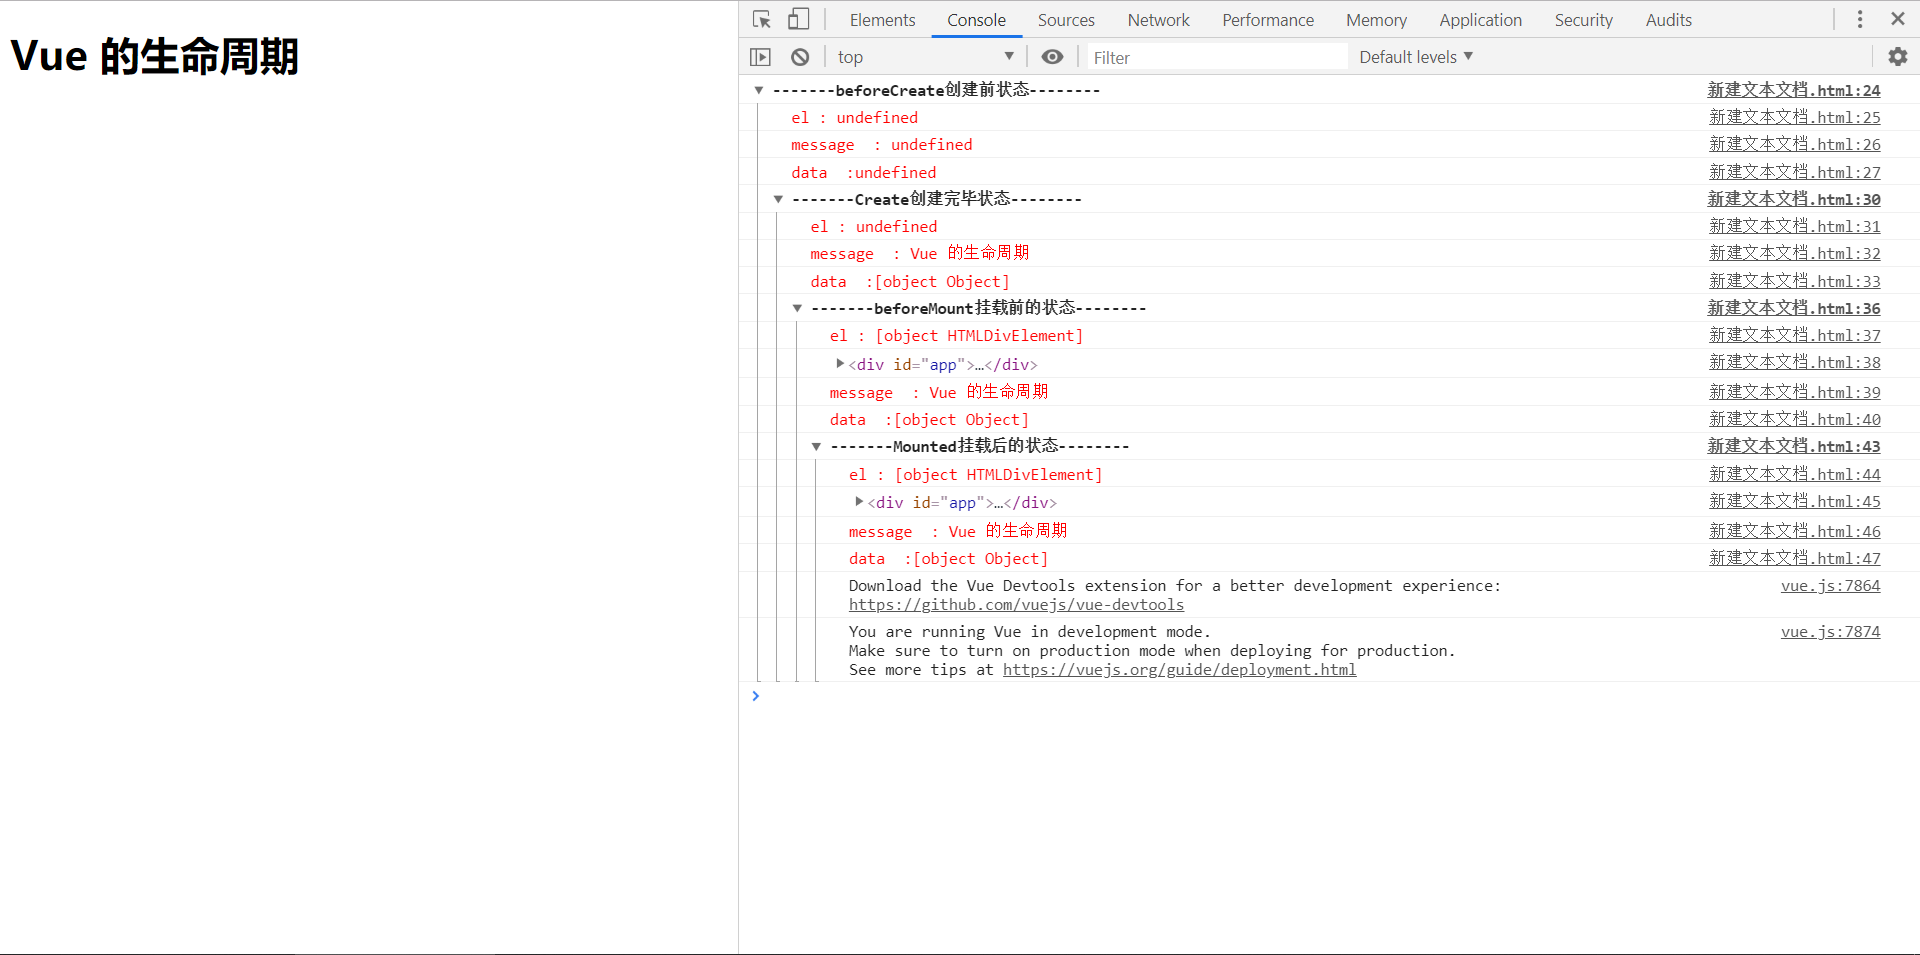 Vue 的生命周期
Elements Console Sources Network Performance Memory Application Security Audits
top Filter Default levels
-------beforeCreate创建前状态-------- 新建文本文档.html:24
el : undefined 新建文本文档.html:25
message  : undefined 新建文本文档.html:26
data  :undefined 新建文本文档.html:27
-------Create创建完毕状态-------- 新建文本文档.html:30
el : undefined 新建文本文档.html:31
message  : Vue 的生命周期 新建文本文档.html:32
data  :[object Object] 新建文本文档.html:33
-------beforeMount挂载前的状态-------- 新建文本文档.html:36
el : [object HTMLDivElement] 新建文本文档.html:37
<div id="app">…</div> 新建文本文档.html:38
message  : Vue 的生命周期 新建文本文档.html:39
data  :[object Object] 新建文本文档.html:40
-------Mounted挂载后的状态-------- 新建文本文档.html:43
el : [object HTMLDivElement] 新建文本文档.html:44
<div id="app">…</div> 新建文本文档.html:45
message  : Vue 的生命周期 新建文本文档.html:46
data  :[object Object] 新建文本文档.html:47
Download the Vue Devtools extension for a better development experience: vue.js:7864
https://github.com/vuejs/vue-devtools
You are running Vue in development mode. vue.js:7874
Make sure to turn on production mode when deploying for production.
See more tips at https://vuejs.org/guide/deployment.html